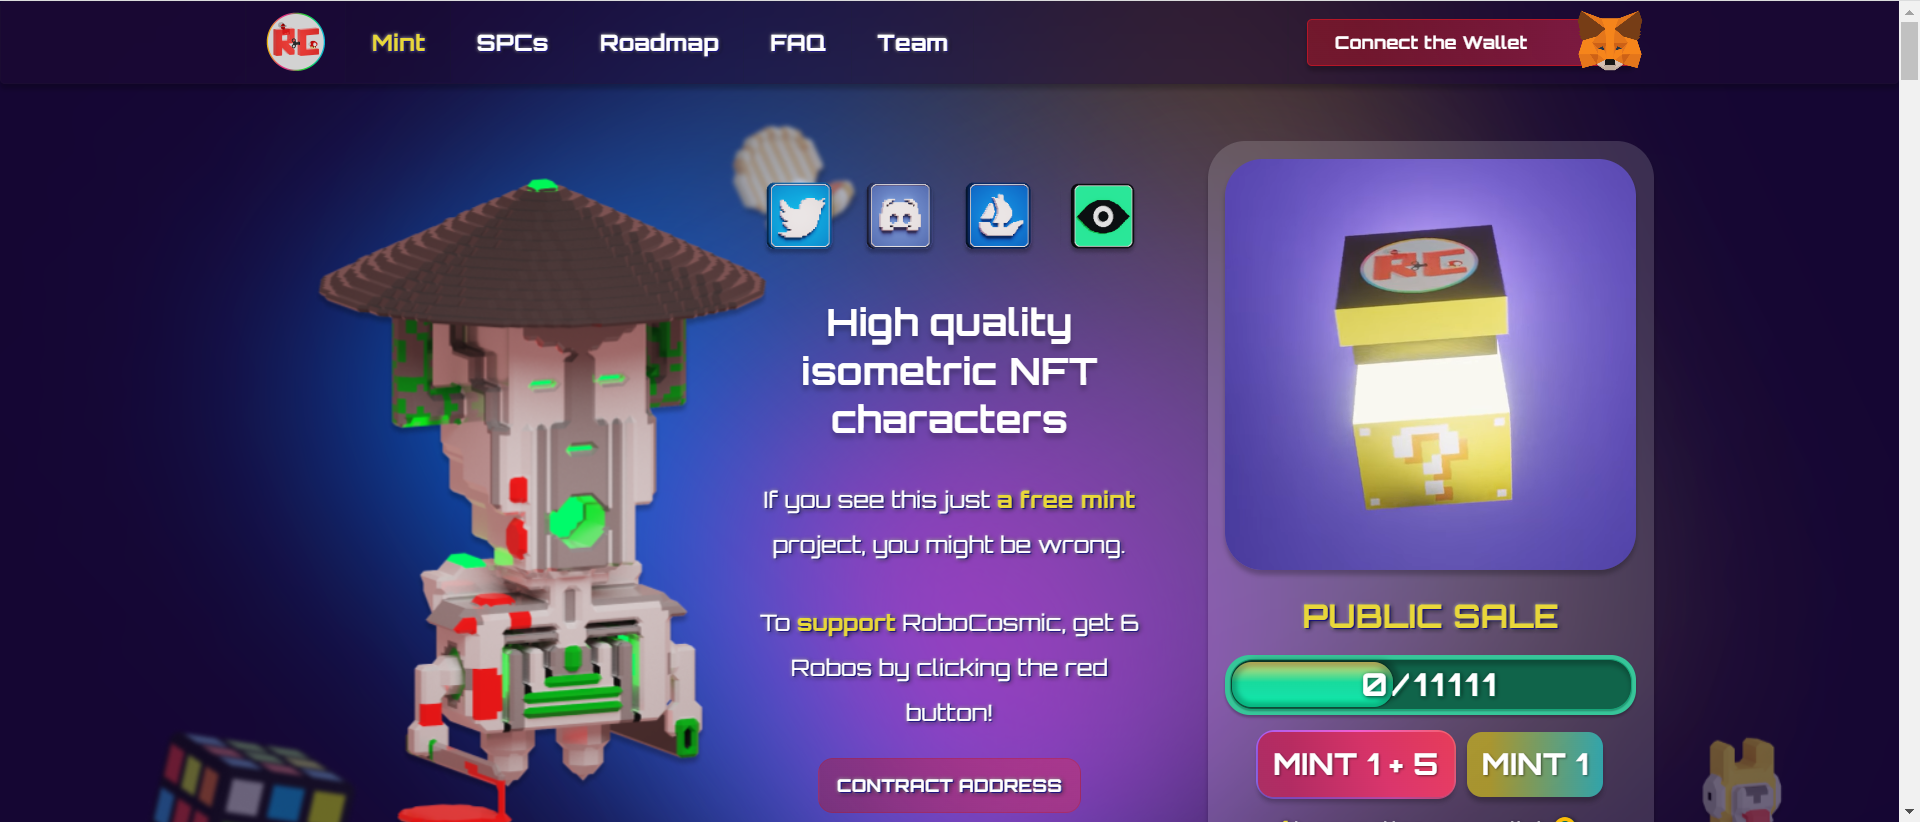 RC
Mint
SPCs
Roadmap
FAQ
Team
Connect the Wallet
High quality
isometric NFT
characters
If you see this just a free mint
project, you might be wrong.
To support RoboCosmic, get 6
Robos by clicking the red
button!
CONTRACT ADDRESS
RC
?
PUBLIC SALE
0/11111
MINT 1 + 5
MINT 1